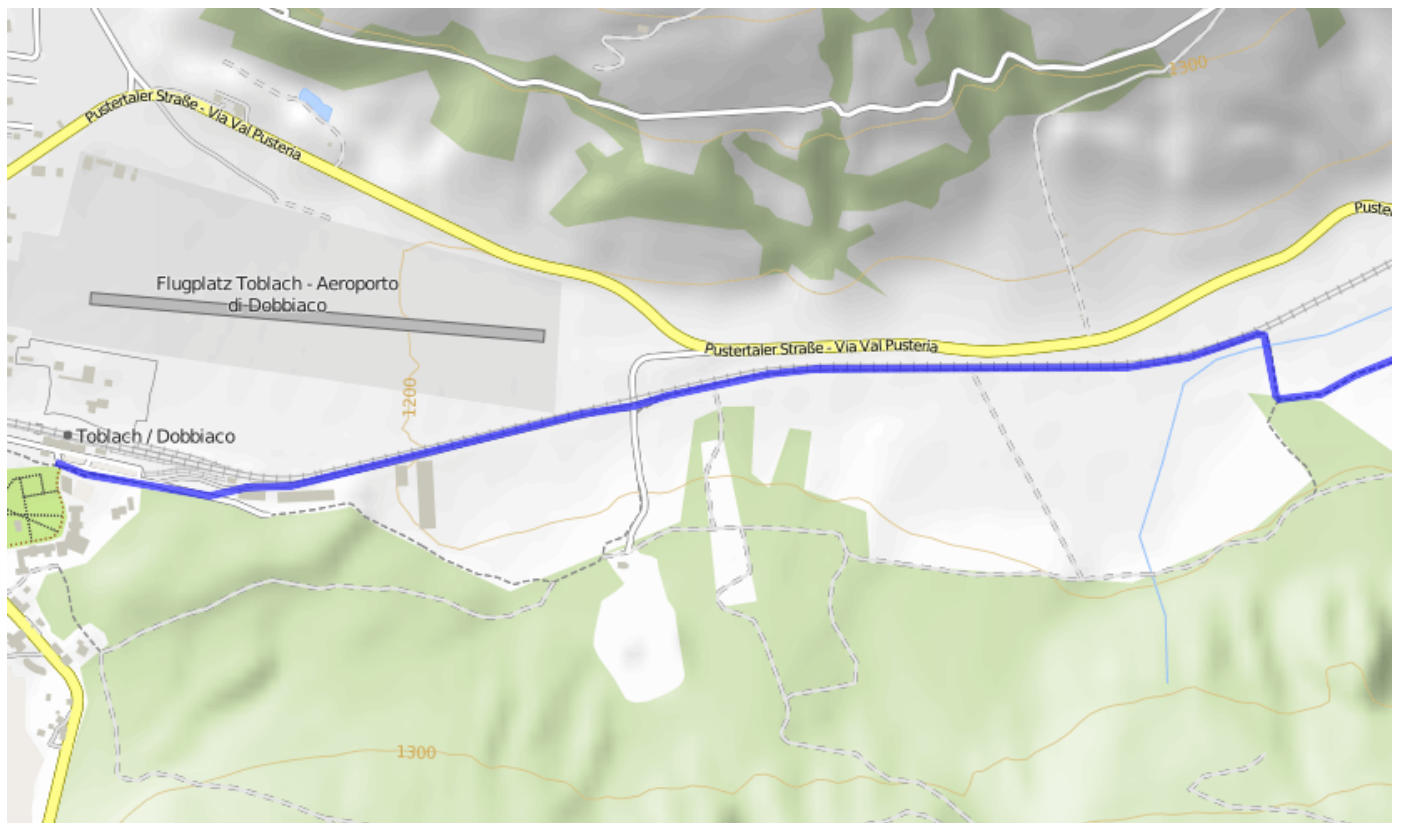 1300
Pustertaler Straße - Via Val Pusteria
Puste
Flugplatz Toblach - Aeroporto
di Dobbiaco
Pustertaler Straße - Via Val Pusteria
1200
Toblach / Dobbiaco
1300